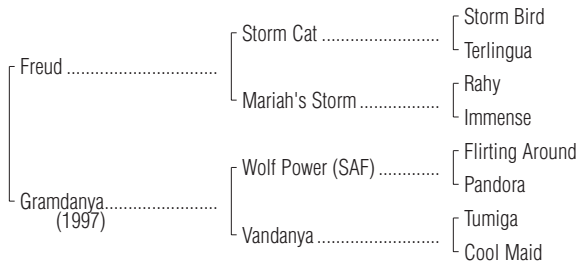 Storm Bird
Storm Cat ........................
Terlingua
Freud ................................
Rahy
Mariah's Storm .................
Immense
Flirting Around
Wolf Power (SAF) .............
Pandora
Gramdanya........................
(1997)
Tumiga
Vandanya ..........................
Cool Maid